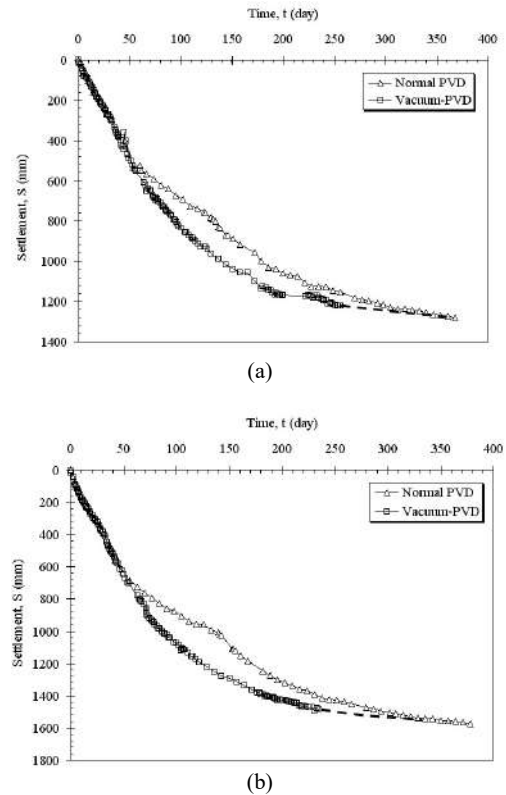 Time, t (day)
0 50 100 150 200 250 300 350 400
0
200
400
600
800
1000
1200
1400
Settlement, S (mm)
Normal PVD
Vacuum-PVD
(a)
Time, t (day)
0 50 100 150 200 250 300 350 400
0
200
400
600
800
1000
1200
1400
1600
1800
Settlement, S (mm)
Normal PVD
Vacuum-PVD
(b)